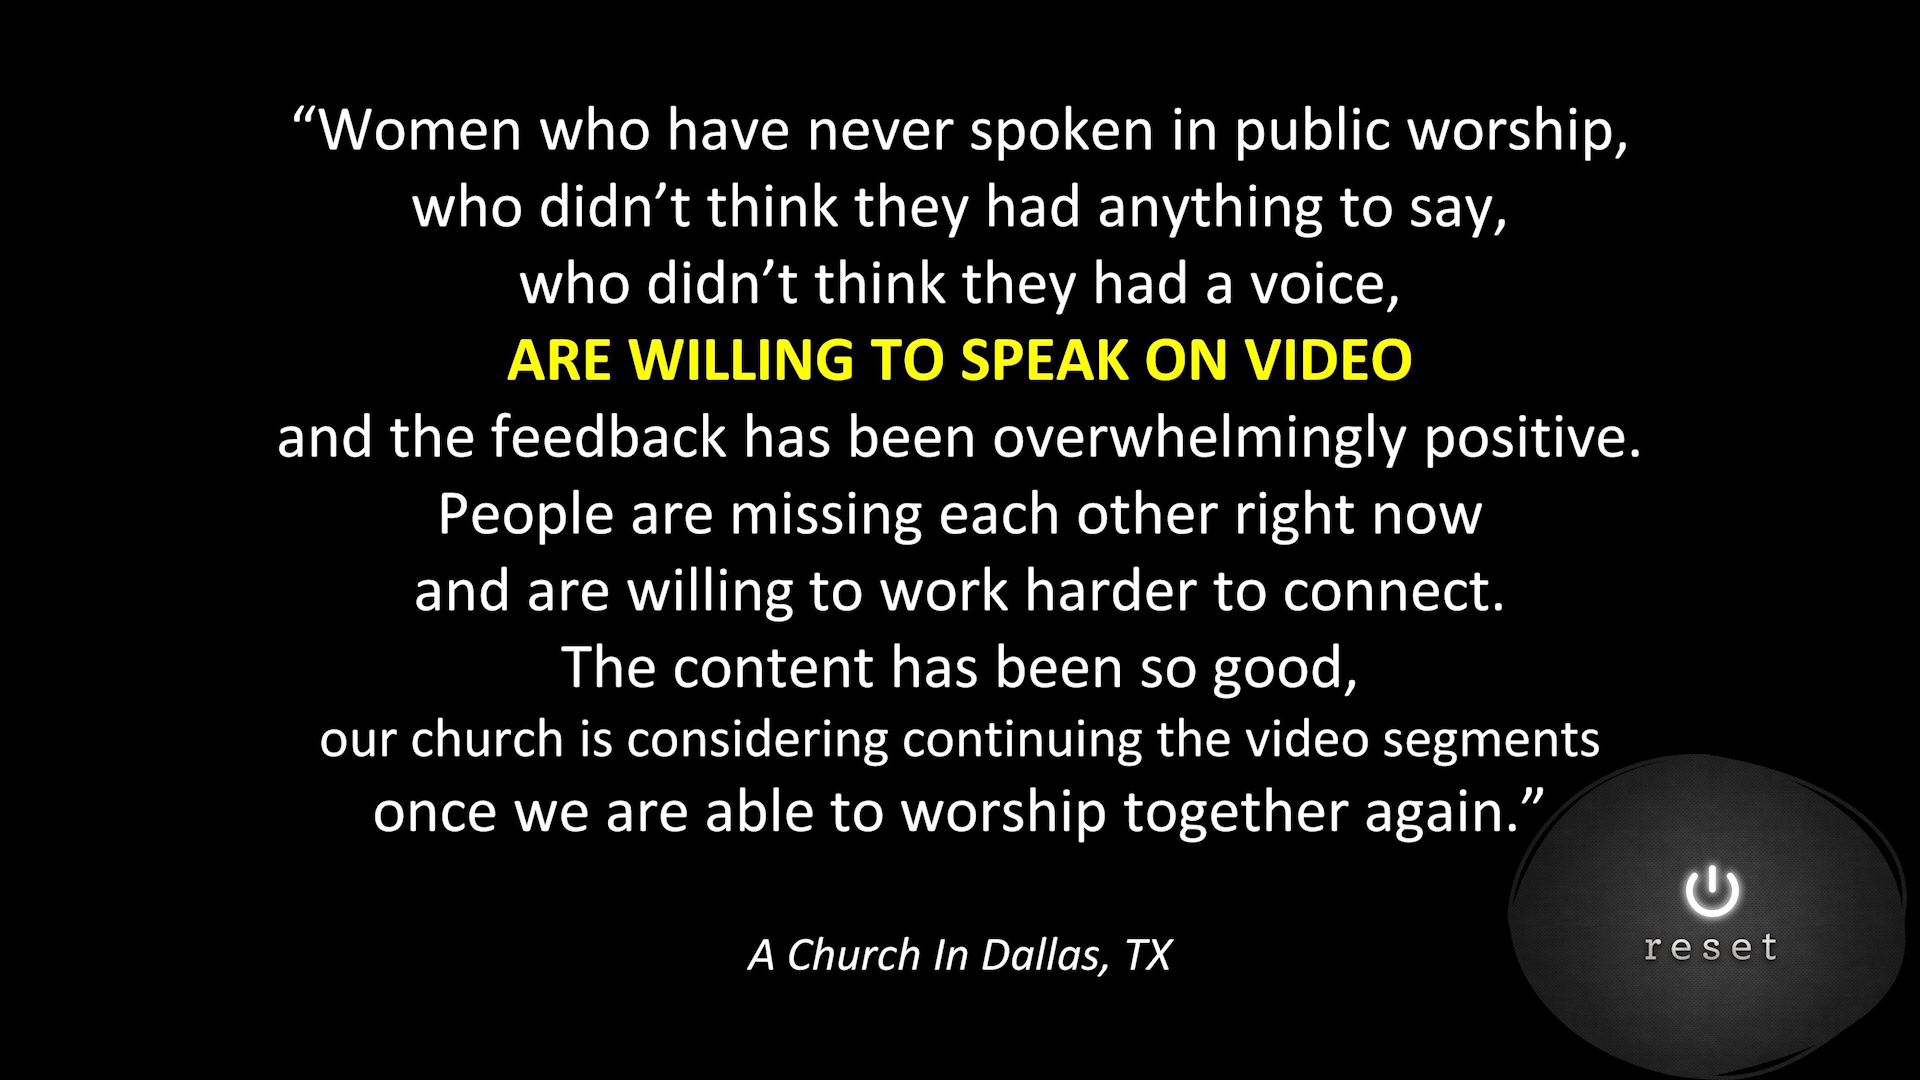 “Women who have never spoken in public worship,
who didn’t think they had anything to say,
who didn’t think they had a voice,
ARE WILLING TO SPEAK ON VIDEO
and the feedback has been overwhelmingly positive.
People are missing each other right now
and are willing to work harder to connect.
The content has been so good,
our church is considering continuing the video segments
once we are able to worship together again.”
A Church In Dallas, TX
reset